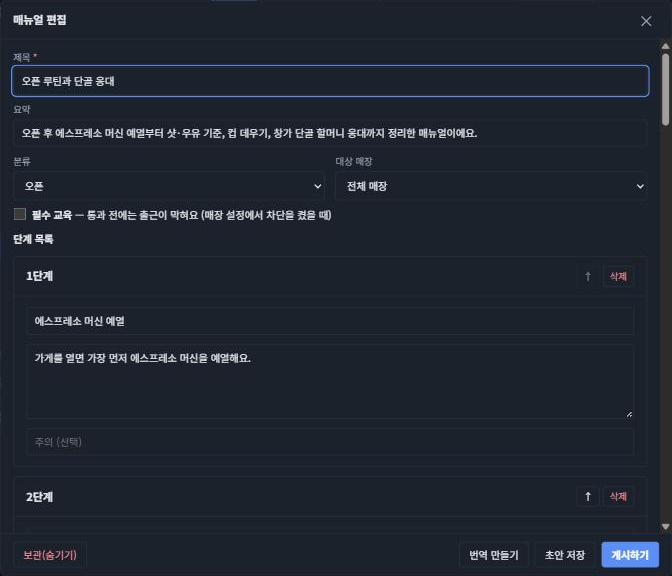 매뉴얼 편집
제목 *
오픈 루틴과 단골 응대
요약
오픈 후 에스프레소 머신 예열부터 샷·우유 기준, 컵 데우기, 창가 단골 할머니 응대까지 정리한 매뉴얼이에요.
분류 대상 매장
오픈 전체 매장
필수 교육 — 통과 전에는 출근이 막혀요 (매장 설정에서 차단을 켰을 때)
단계 목록
1단계 ↑ 삭제
에스프레소 머신 예열
가게를 열면 가장 먼저 에스프레소 머신을 예열해요.
주의 (선택)
2단계 ↑ 삭제
보관(숨기기) 번역 만들기 초안 저장 게시하기